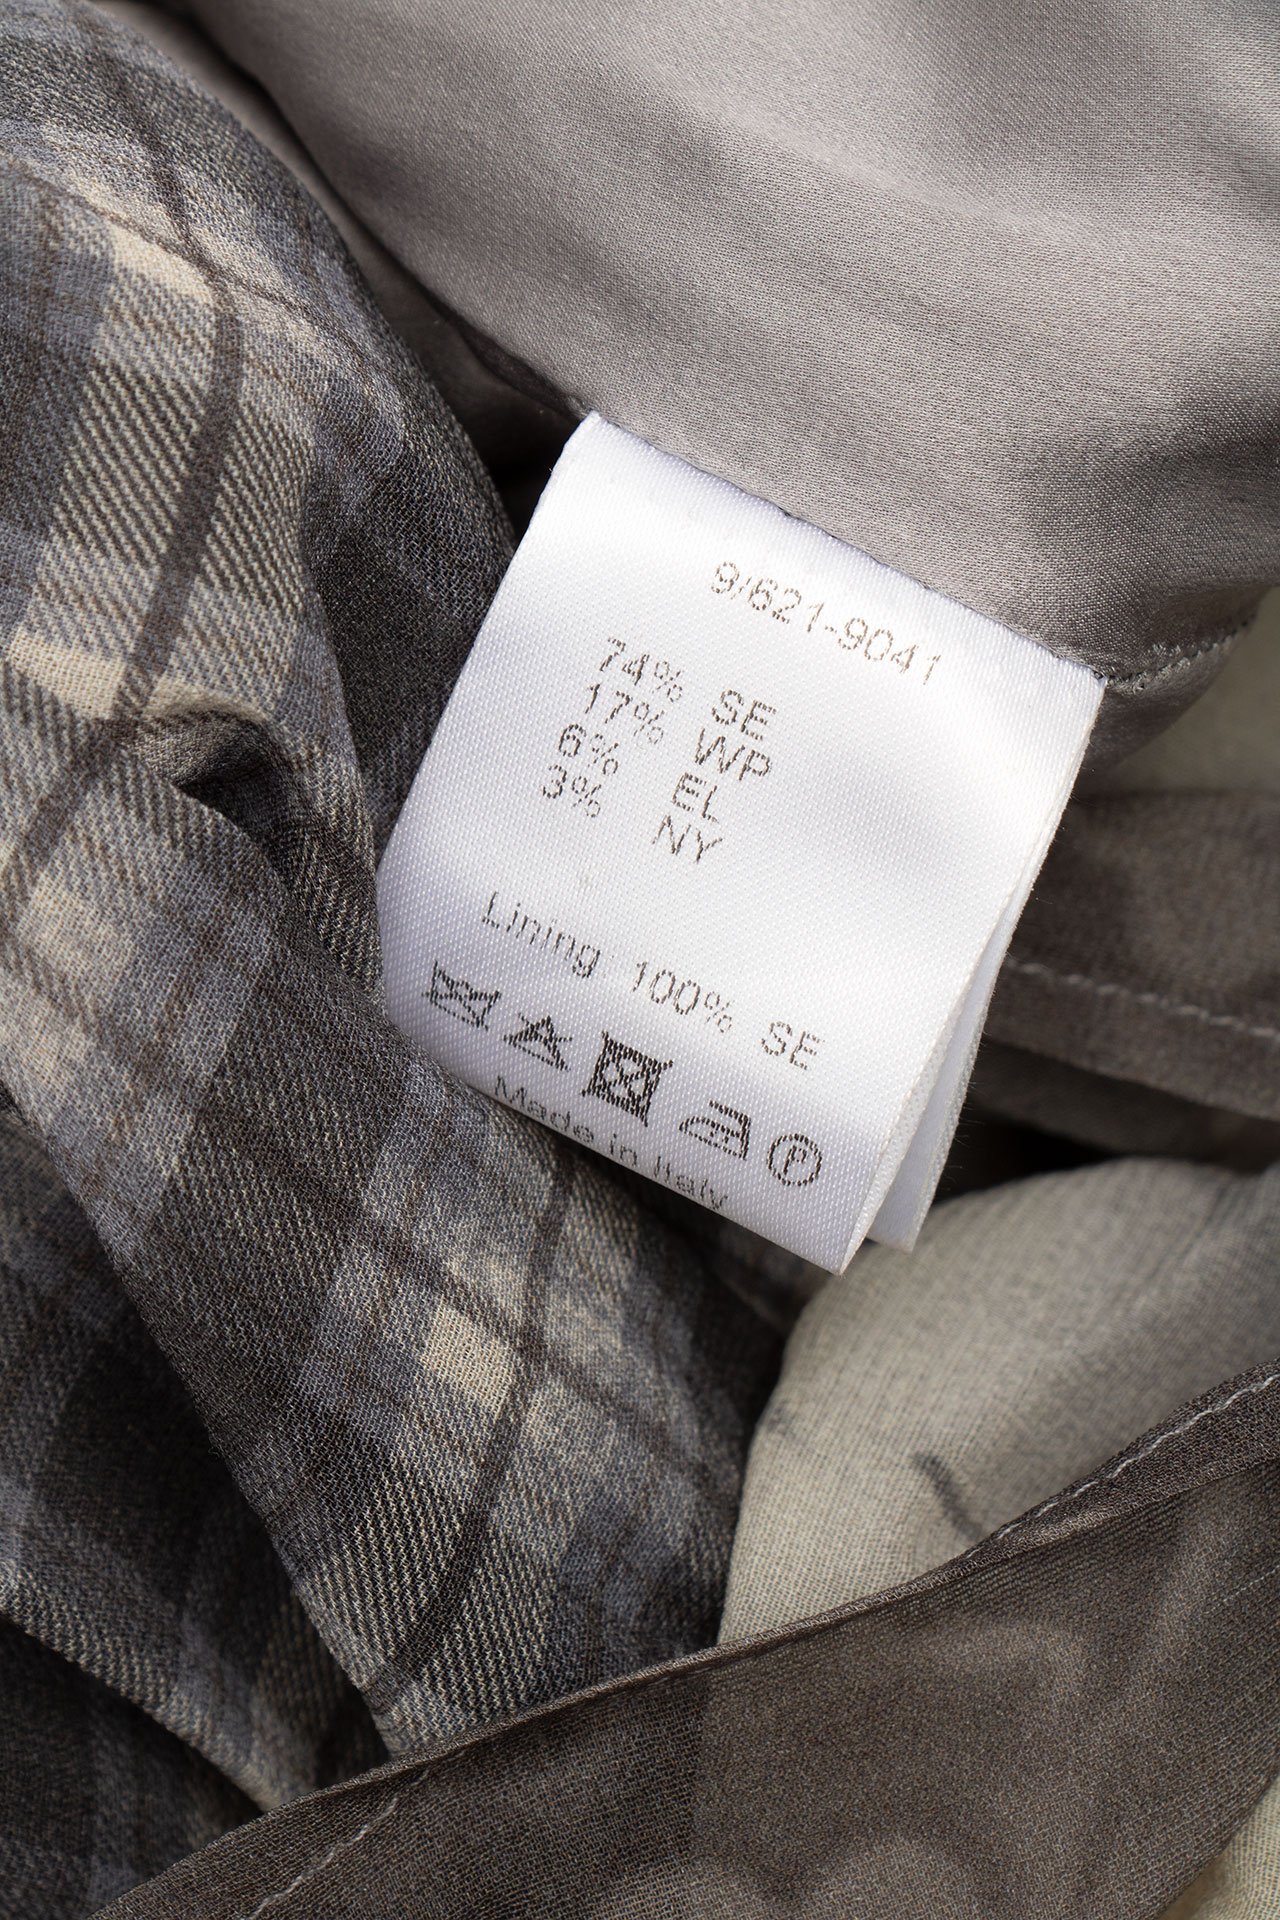 9/621-9041
74% SE
17% WP
6% EL
3% NY
Lining: 100% SE
P
Made in Italy